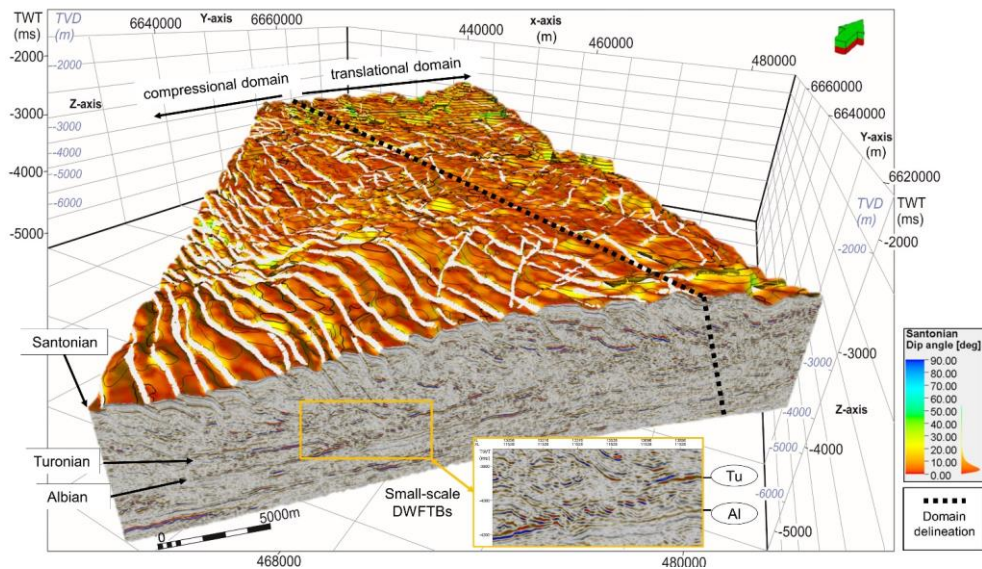 TWT
(ms)
TVD
(m)
Y-axis
6640000
6660000
x-axis
(m)
440000
460000
480000
-2000
-3000
-4000
-5000
Z-axis
-2000
-3000
-4000
-5000
-6000
compressional domain
translational domain
6660000
6640000
Y-axis
(m)
6620000
TVD
(m)
TWT
(ms)
-2000
-2000
-3000
-3000
-4000
Z-axis
-4000
-5000
-6000
-5000
Santonian
Turonian
Albian
Small-scale
DWFTBs
0
5000m
468000
480000
TWT
Tu
Al
Santonian
Dip angle [deg]
90.00
80.00
70.00
60.00
50.00
40.00
30.00
20.00
10.00
0.00
Domain
delineation